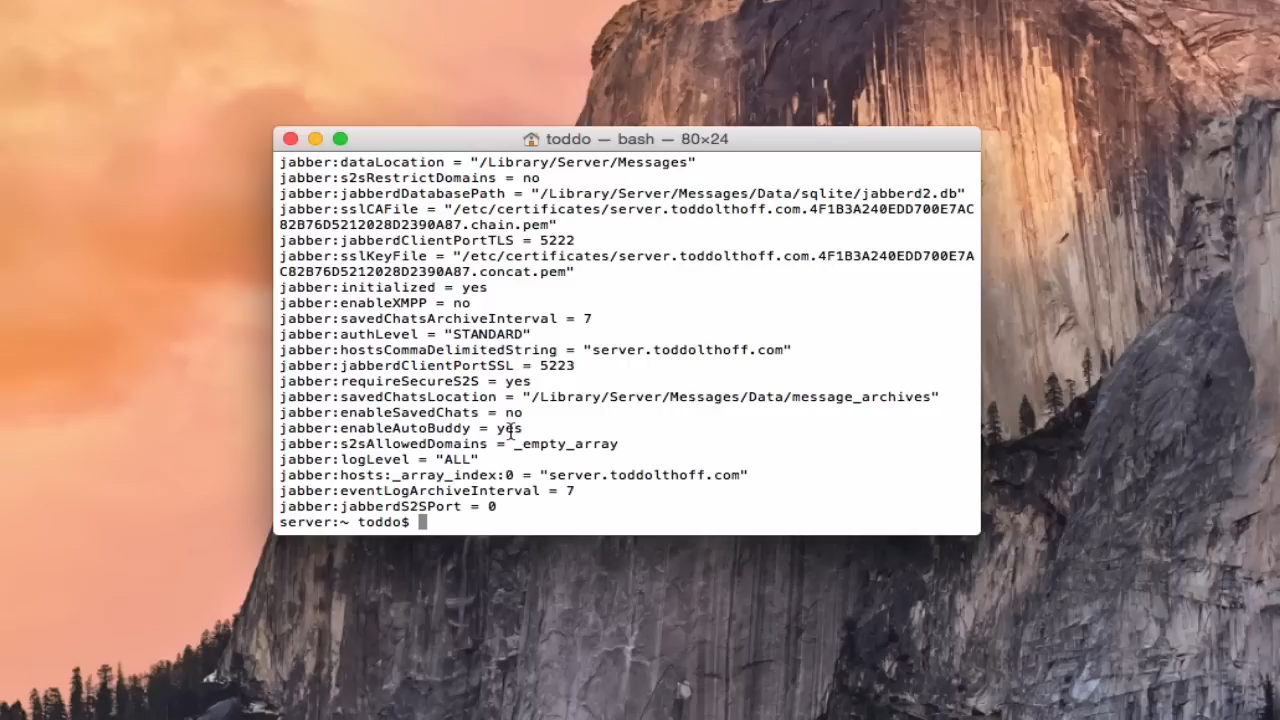 toddo — bash — 80×24
jabber:dataLocation = "/Library/Server/Messages"
jabber:s2sRestrictDomains = no
jabber:jabberdDatabasePath = "/Library/Server/Messages/Data/sqlite/jabberd2.db"
jabber:sslCAFile = "/etc/certificates/server.toddolthoff.com.4F1B3A240EDD700E7AC
82B76D5212028D2390A87.chain.pem"
jabber:jabberdClientPortTLS = 5222
jabber:sslKeyFile = "/etc/certificates/server.toddolthoff.com.4F1B3A240EDD700E7A
C82B76D5212028D2390A87.concat.pem"
jabber:initialized = yes
jabber:enableXMPP = no
jabber:savedChatsArchiveInterval = 7
jabber:authLevel = "STANDARD"
jabber:hostsCommaDelimitedString = "server.toddolthoff.com"
jabber:jabberdClientPortSSL = 5223
jabber:requireSecureS2S = yes
jabber:savedChatsLocation = "/Library/Server/Messages/Data/message_archives"
jabber:enableSavedChats = no
jabber:enableAutoBuddy = yes
jabber:s2sAllowedDomains = _empty_array
jabber:logLevel = "ALL"
jabber:hosts:_array_index:0 = "server.toddolthoff.com"
jabber:eventLogArchiveInterval = 7
jabber:jabberdS2SPort = 0
server:~ toddo$